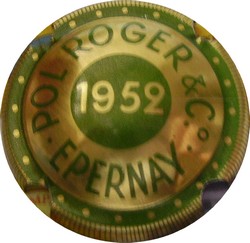 POL ROGER & Co.
1952
· EPERNAY ·